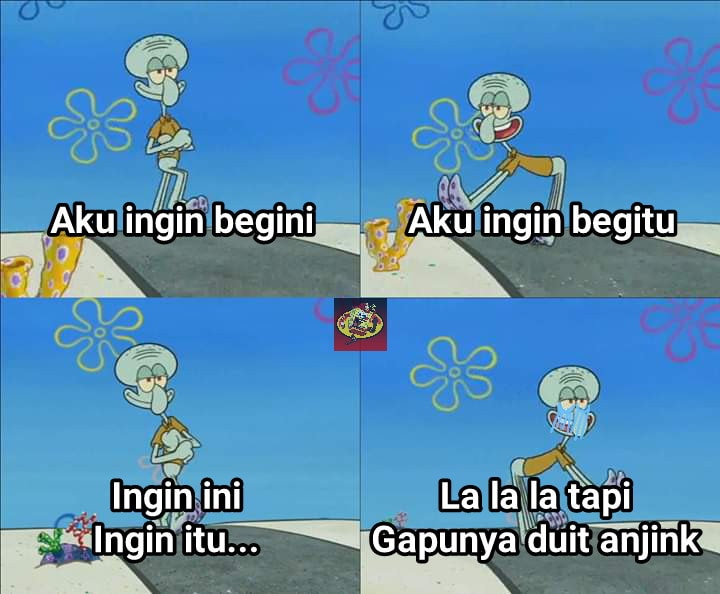 Aku ingin begini
Aku ingin begitu
Ingin ini
Ingin itu...
La la la tapi
Gapunya duit anjink